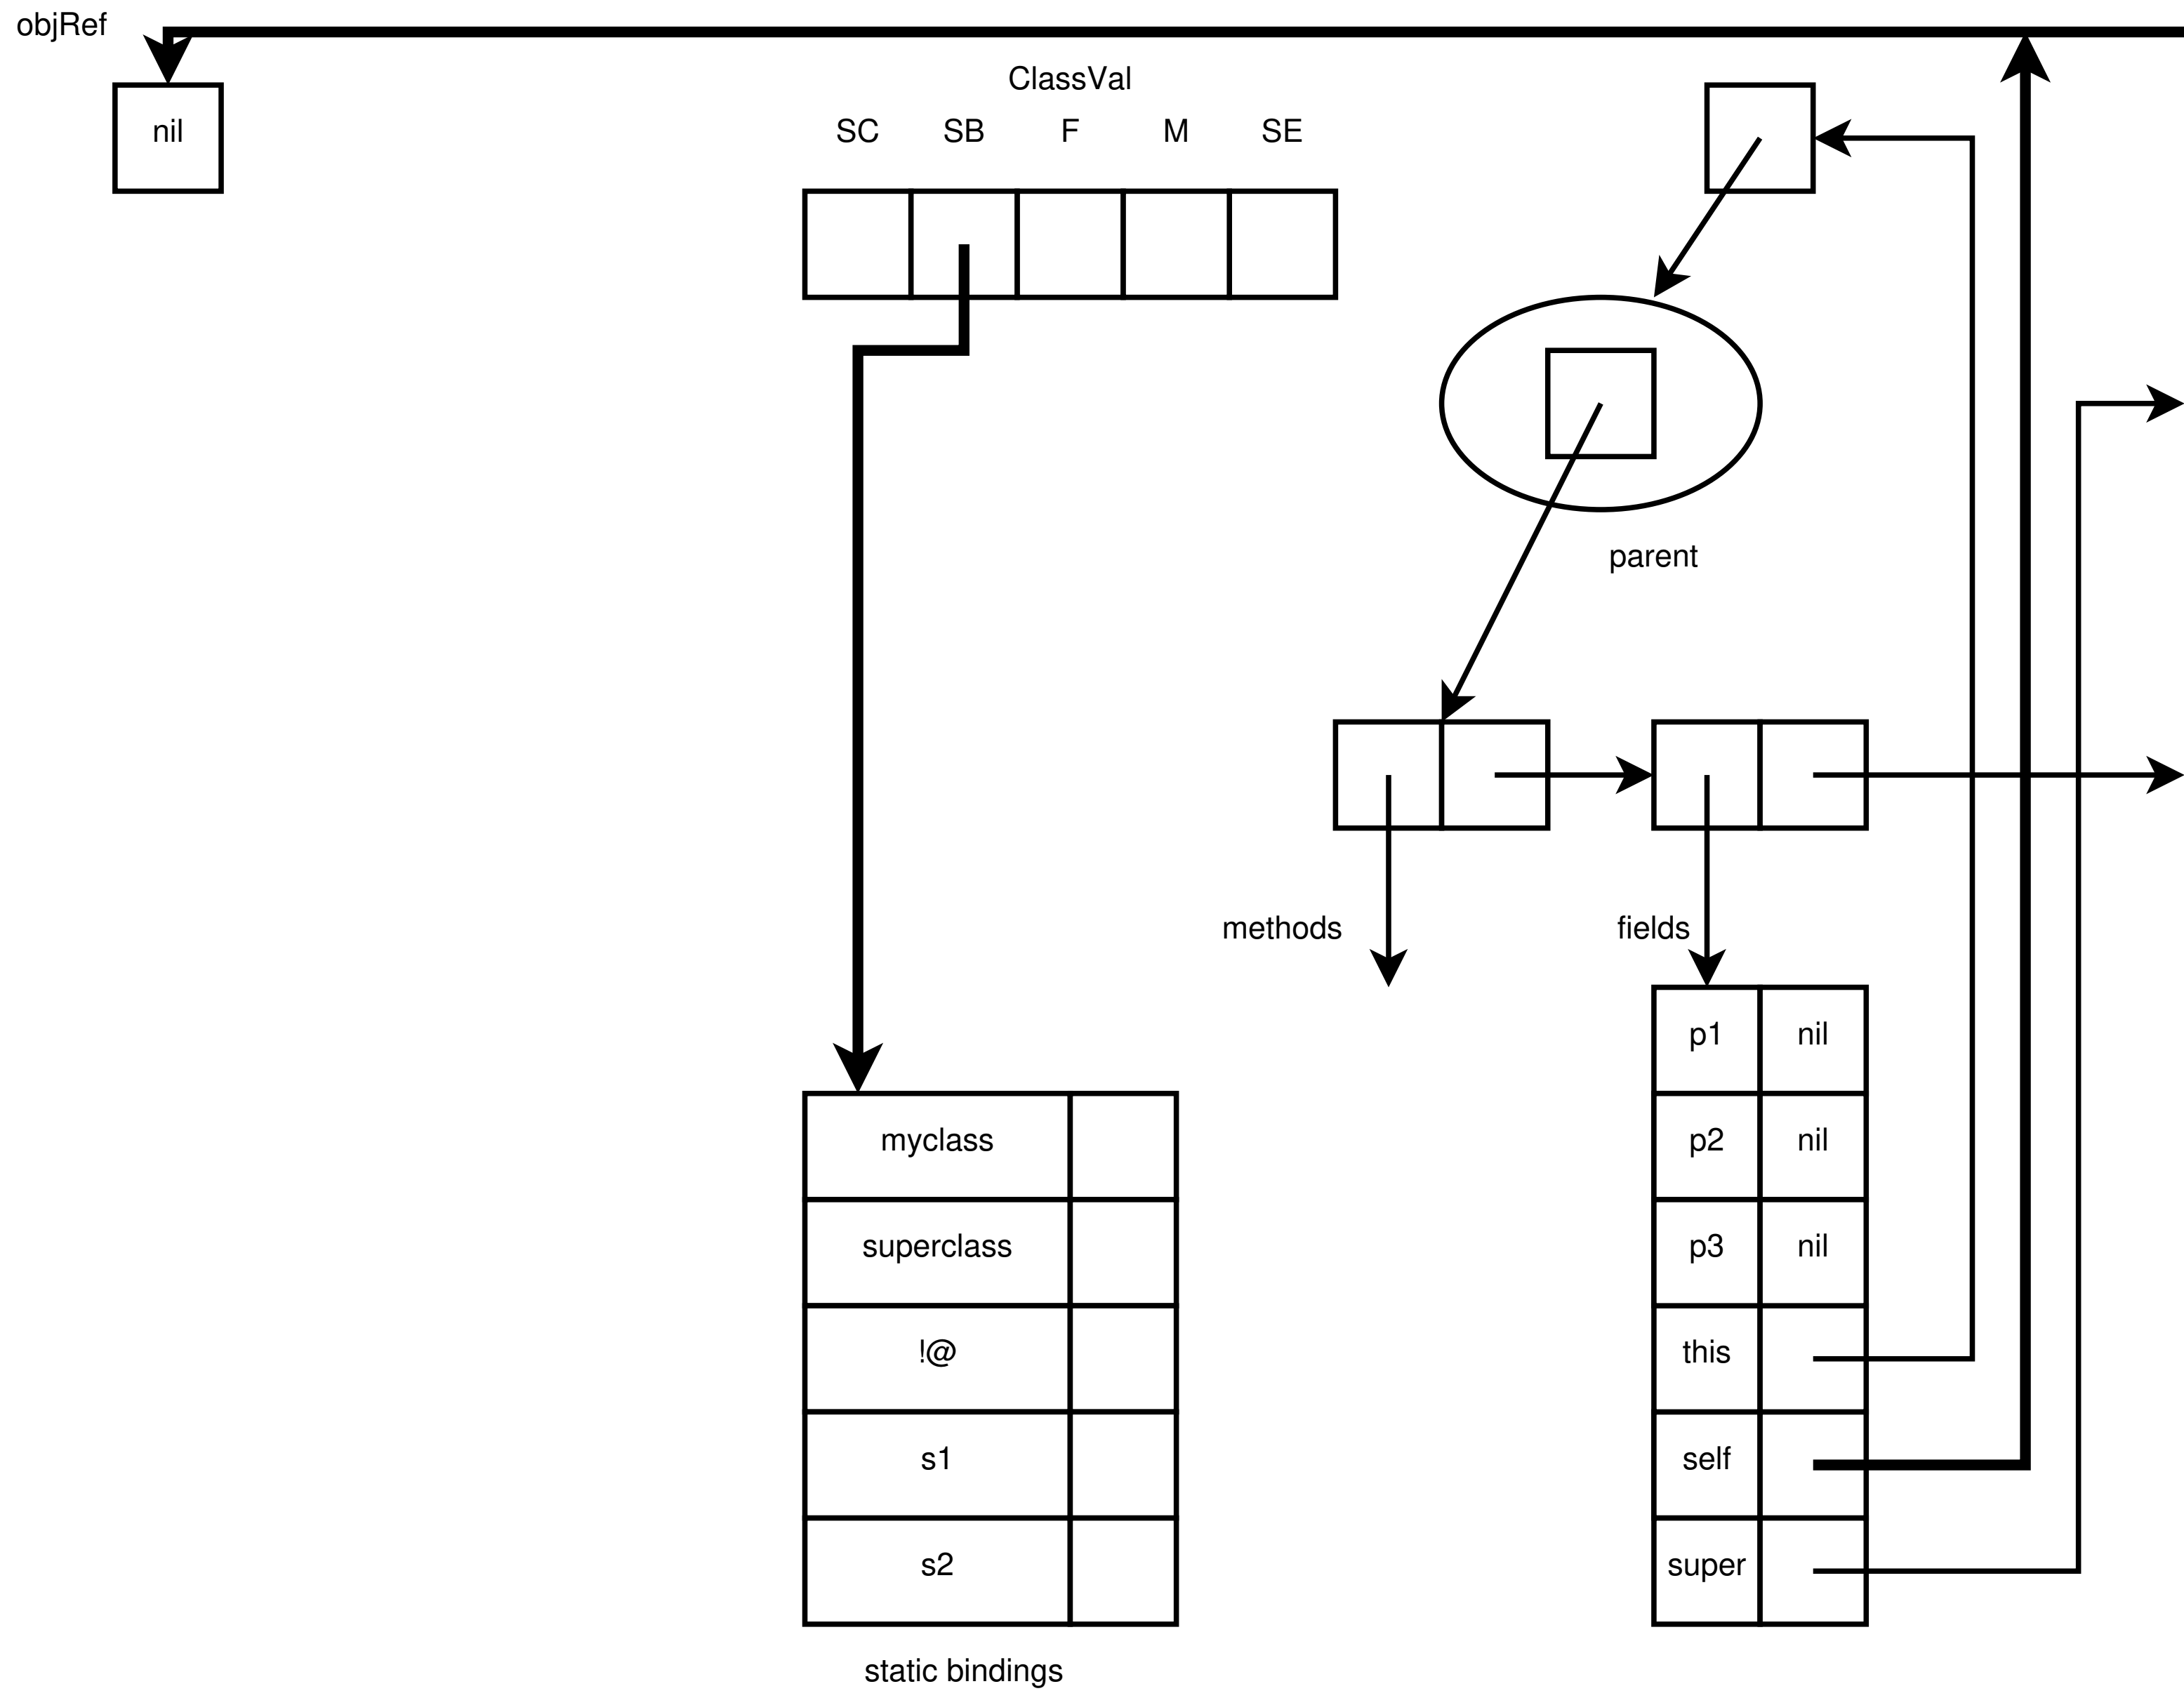 objRef
nil
ClassVal
SC SB F M SE
parent
methods
fields
p1 nil
p2 nil
p3 nil
this
self
super
myclass
superclass
!@
s1
s2
static bindings